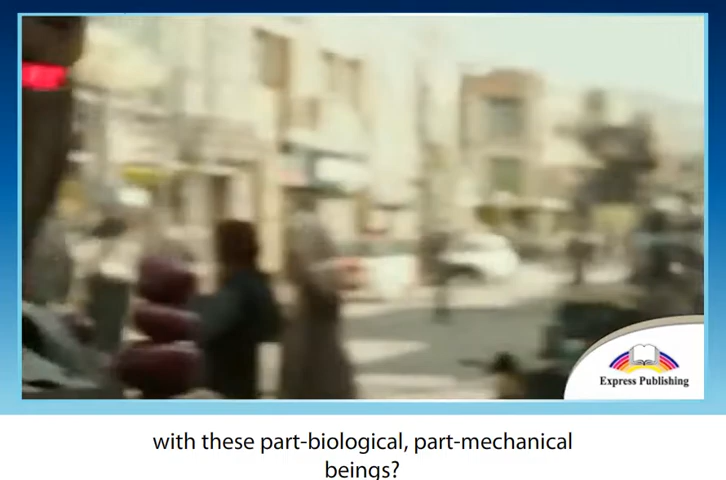 Express Publishing
with these part-biological, part-mechanical
beings?